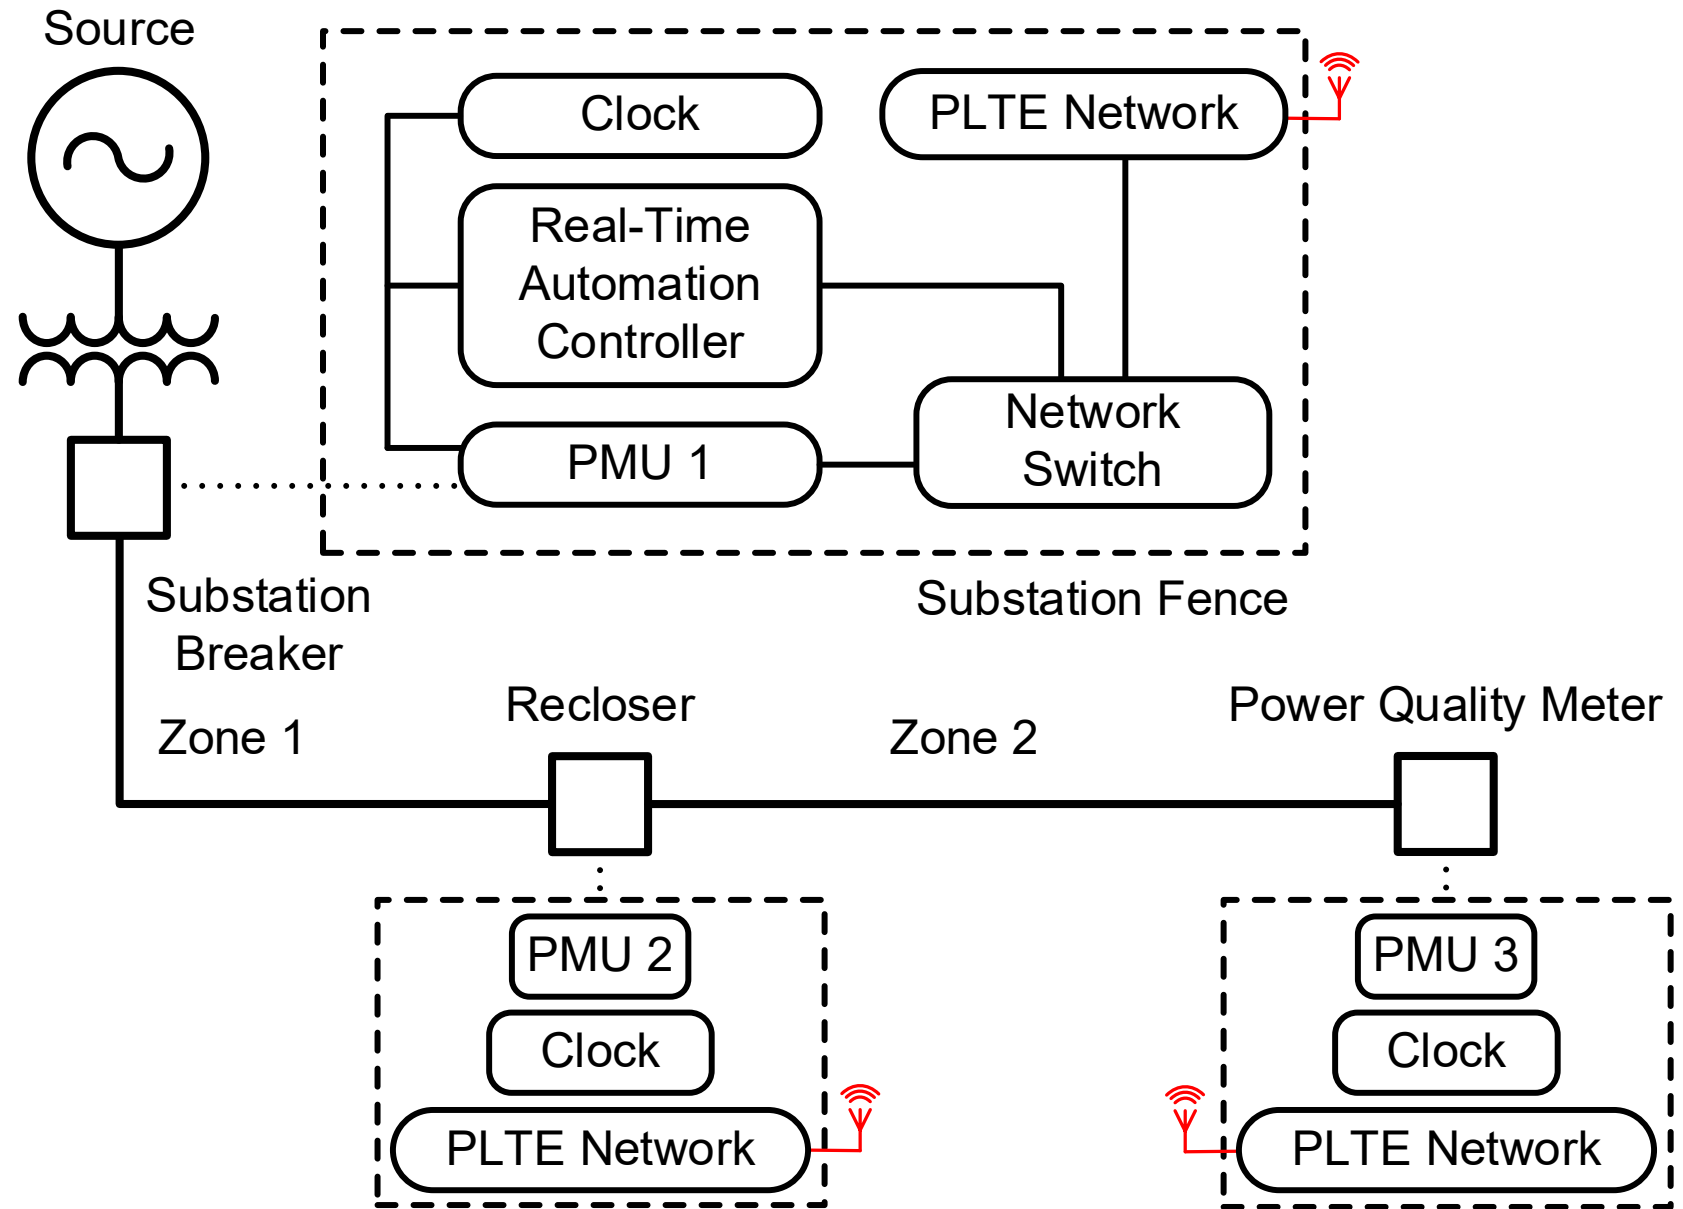 Source
Clock
PLTE Network
Real-Time
Automation
Controller
Network
Switch
PMU 1
Substation
Breaker
Substation Fence
Zone 1
Recloser
Zone 2
Power Quality Meter
PMU 2
Clock
PLTE Network
PMU 3
Clock
PLTE Network